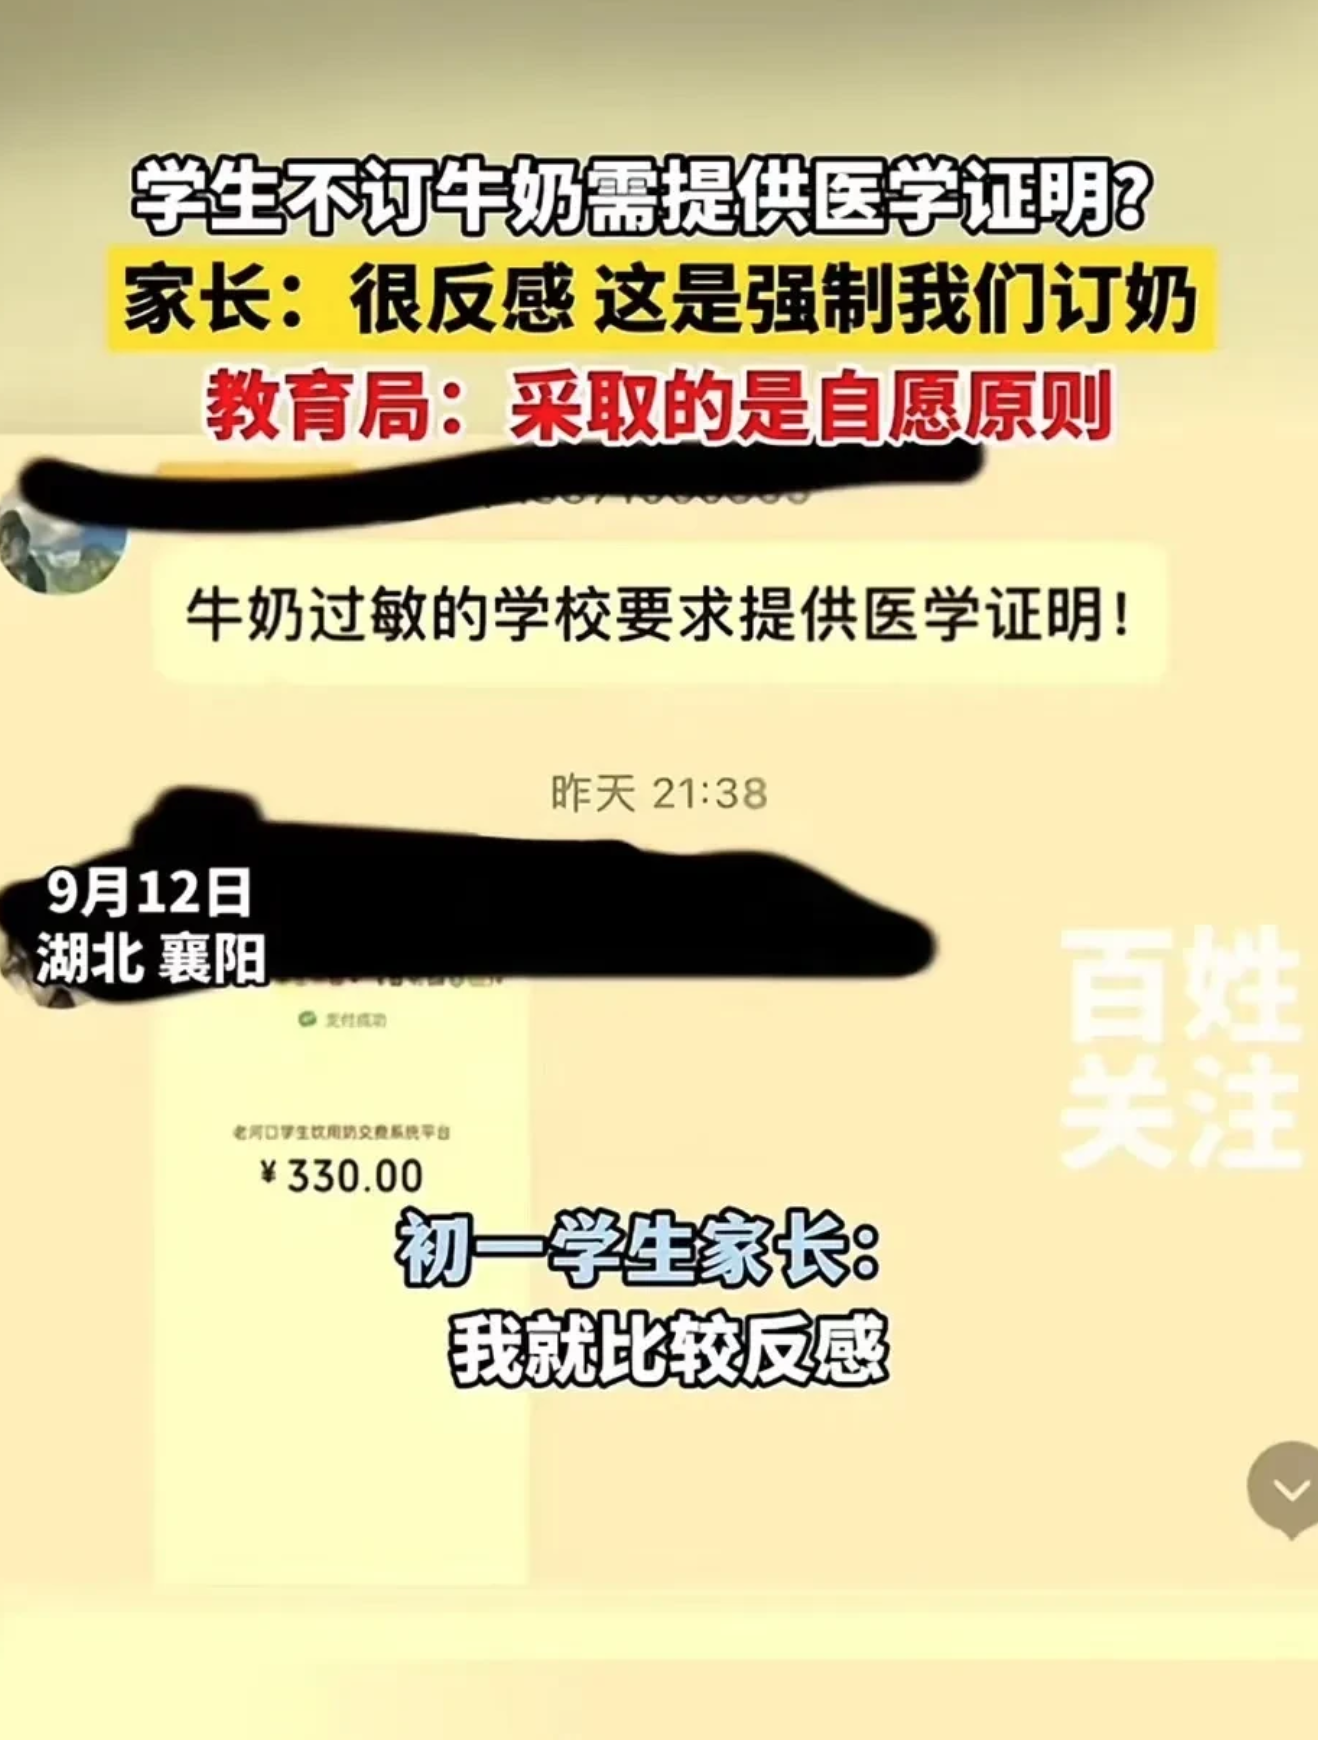 学生不订牛奶需提供医学证明？
家长：很反感 这是强制我们订奶
教育局：采取的是自愿原则
牛奶过敏的学校要求提供医学证明！
昨天 21:38
9月12日
湖北 襄阳
百姓
关注
支付成功
老河口学生饮用奶交费系统平台
￥330.00
初一学生家长：
我就比较反感